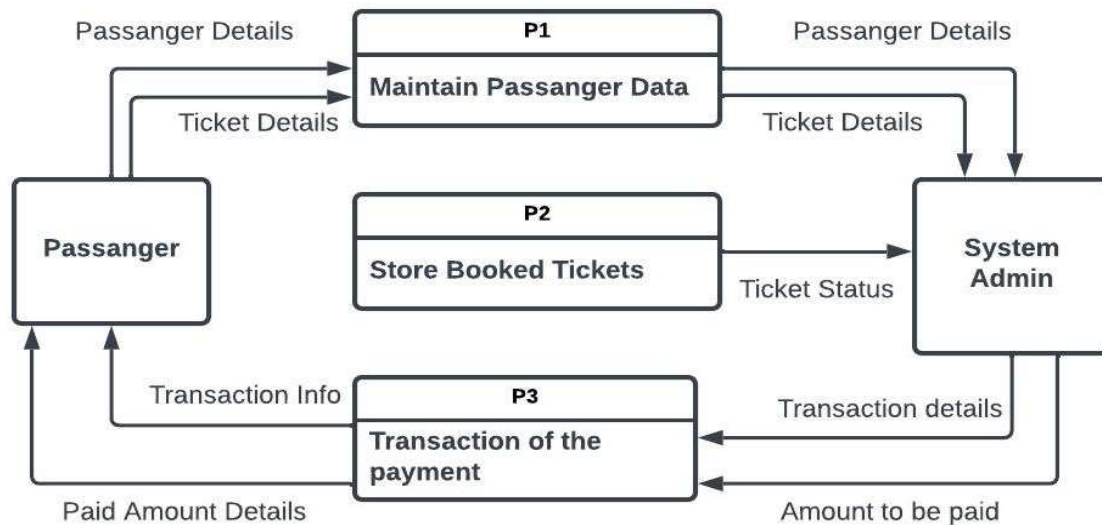 Passanger Details
P1
Passanger Details
Maintain Passanger Data
Ticket Details
Ticket Details
Passanger
P2
Store Booked Tickets
System
Admin
Ticket Status
Transaction Info
P3
Transaction details
Transaction of the
payment
Paid Amount Details
Amount to be paid